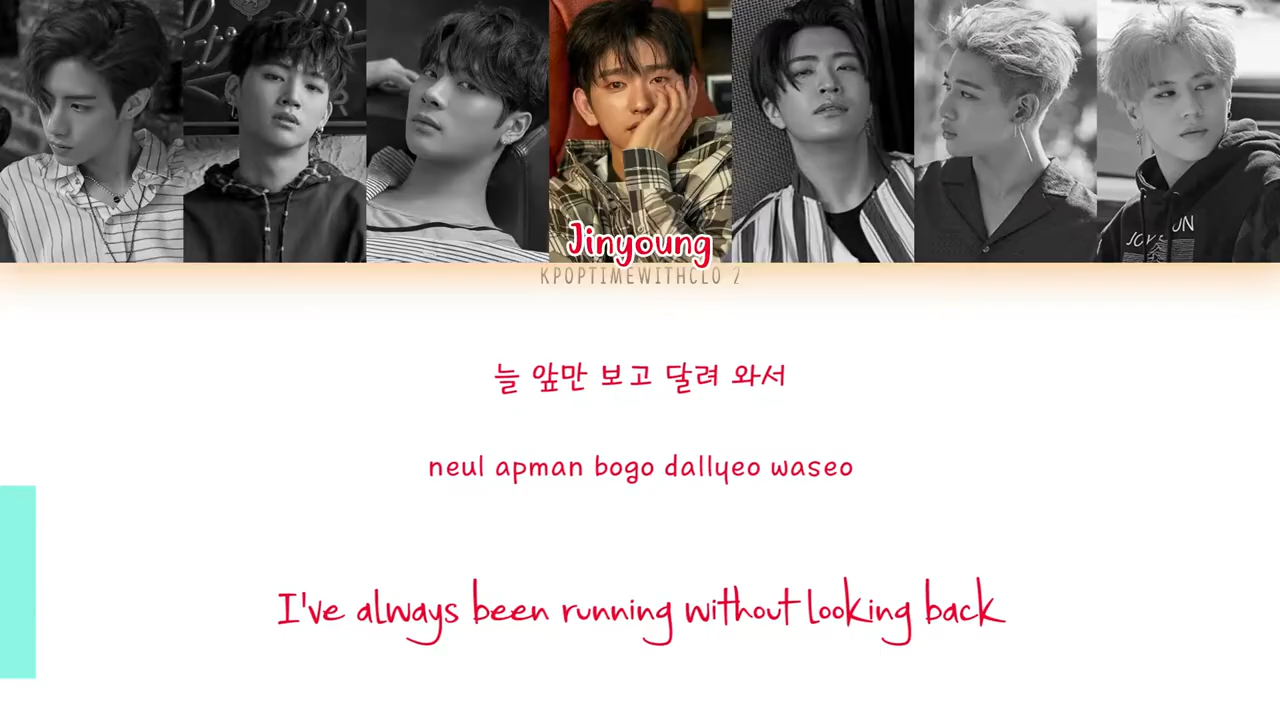 Jinyoung
KPOPTIMEWITHCLO 2
늘 앞만 보고 달려 와서
neul apman bogo dallyeo waseo
I've always been running without looking back